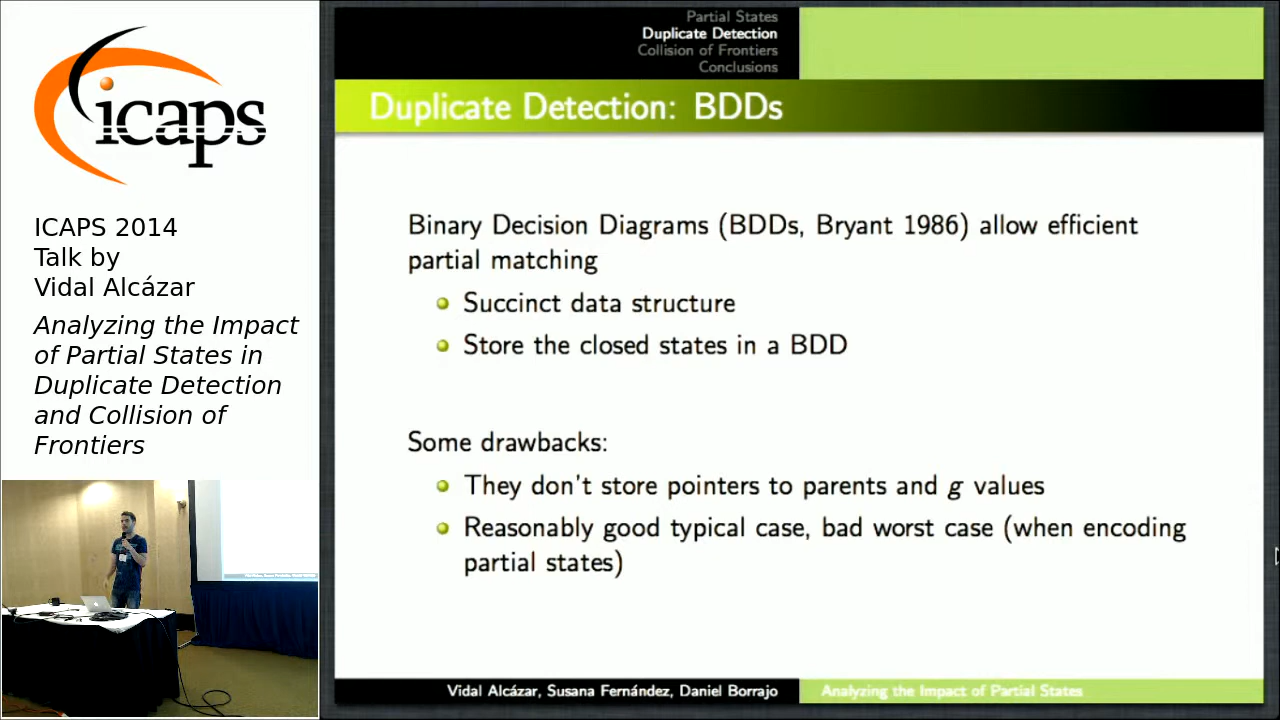 icaps
ICAPS 2014
Talk by
Vidal Alcázar
Analyzing the Impact
of Partial States in
Duplicate Detection
and Collision of
Frontiers
Partial States
Duplicate Detection
Collision of Frontiers
Conclusions
Duplicate Detection: BDDs
Binary Decision Diagrams (BDDs, Bryant 1986) allow efficient
partial matching
Succinct data structure
Store the closed states in a BDD
Some drawbacks:
They don't store pointers to parents and g values
Reasonably good typical case, bad worst case (when encoding
partial states)
Vidal Alcázar, Susana Fernández, Daniel Borrajo
Analyzing the Impact of Partial States